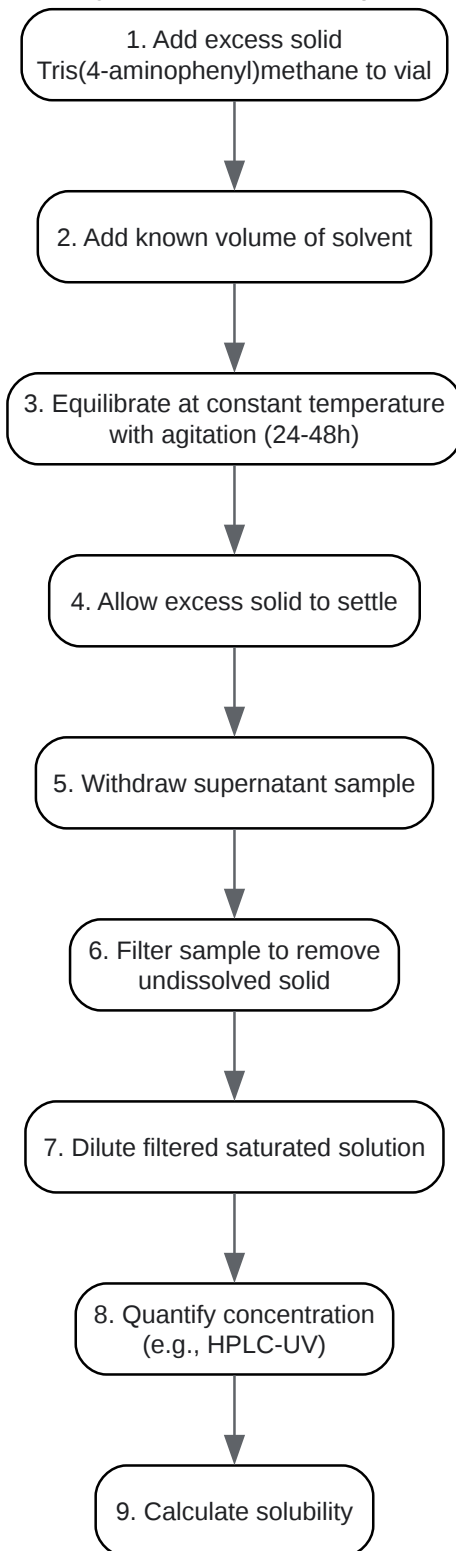 1. Add excess solid
Tris(4-aminophenyl)methane to vial
2. Add known volume of solvent
3. Equilibrate at constant temperature
with agitation (24-48h)
4. Allow excess solid to settle
5. Withdraw supernatant sample
6. Filter sample to remove
undissolved solid
7. Dilute filtered saturated solution
8. Quantify concentration
(e.g., HPLC-UV)
9. Calculate solubility